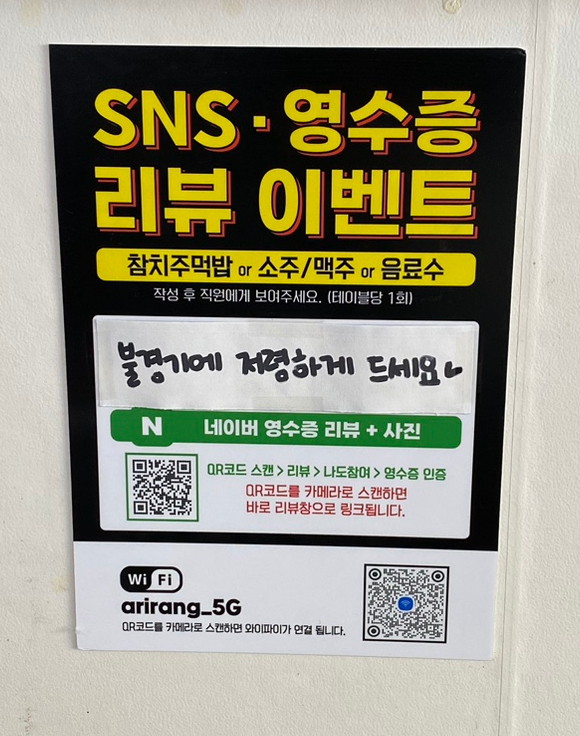 SNS · 영수증
리뷰 이벤트
참치주먹밥 or 소주/맥주 or 음료수
작성 후 직원에게 보여주세요. (테이블당 1회)
불경기에 저렴하게 드세요
N 네이버 영수증 리뷰 + 사진
QR코드 스캔 > 리뷰 > 나도참여 > 영수증 인증
QR코드를 카메라로 스캔하면
바로 리뷰창으로 링크됩니다.
Wi Fi
arirang_5G
QR코드를 카메라로 스캔하면 와이파이가 연결 됩니다.